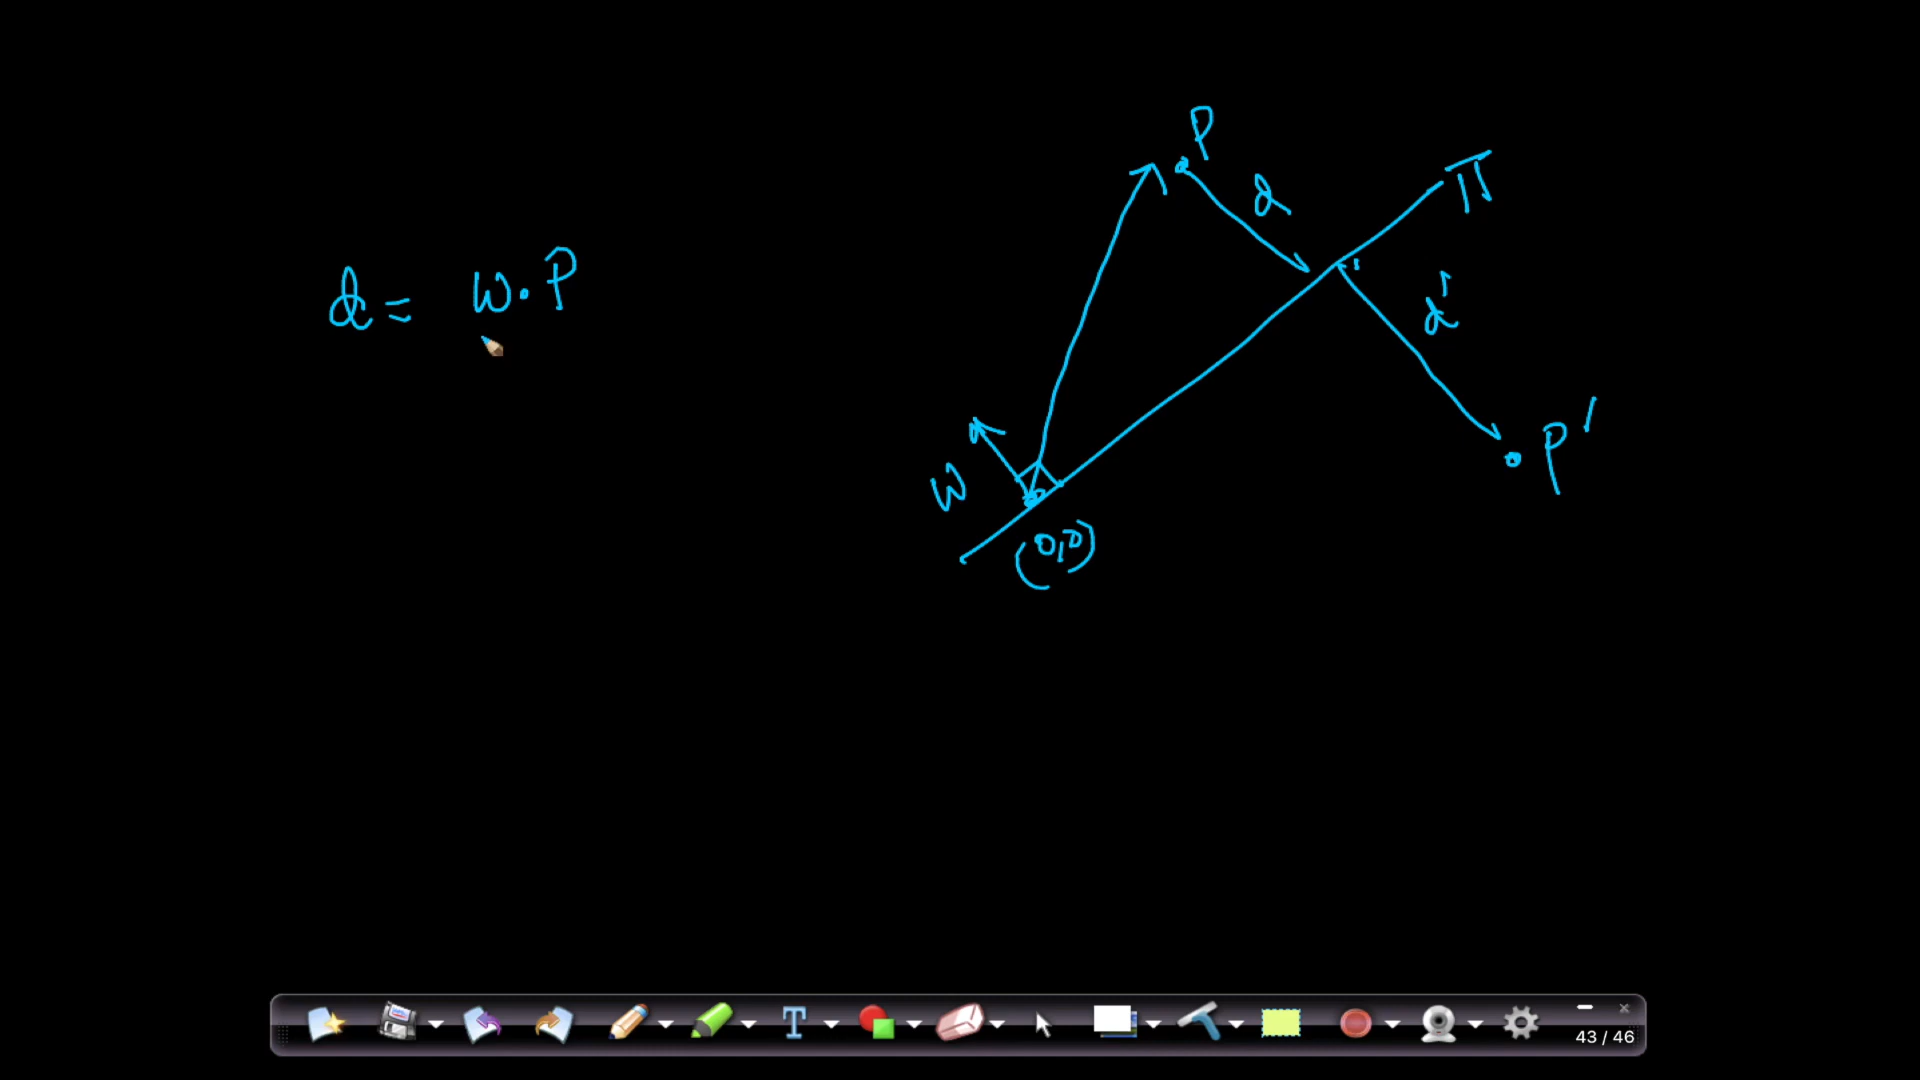 d = w . P
P
d
π
d'
P'
w
(0,0)
T
43 / 46